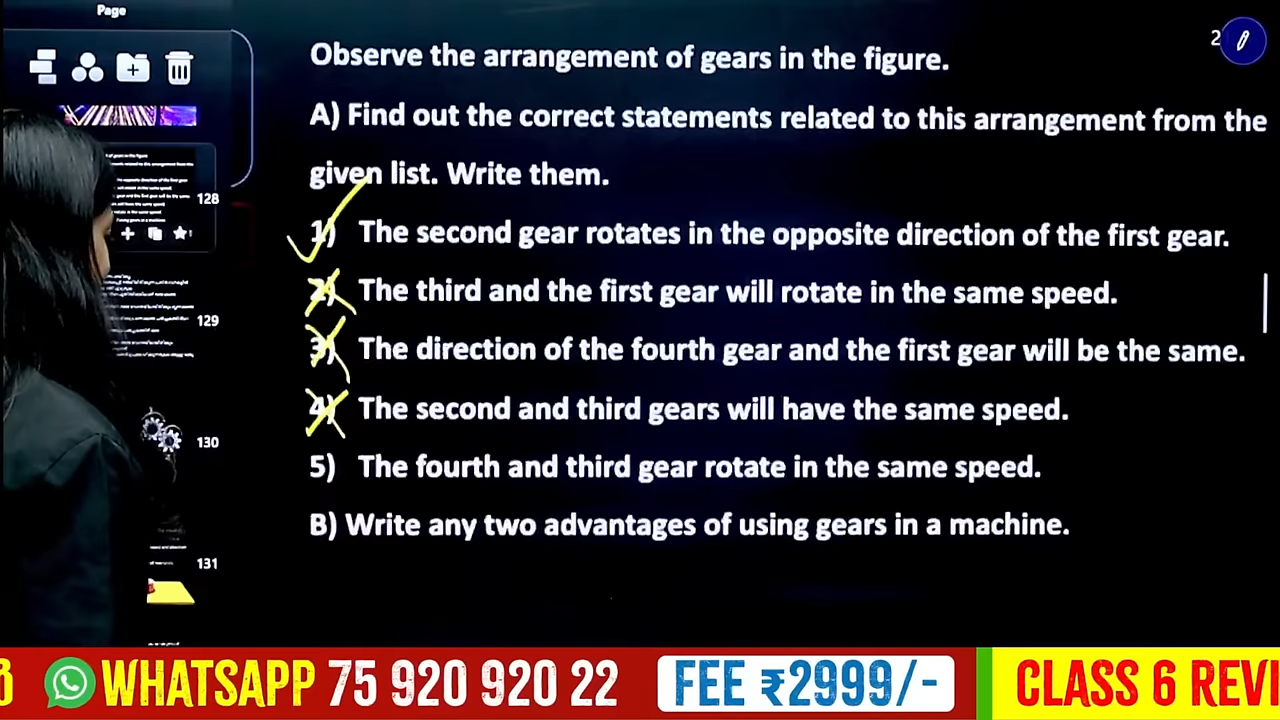 Page
2
Observe the arrangement of gears in the figure.
A) Find out the correct statements related to this arrangement from the
given list. Write them.
1) The second gear rotates in the opposite direction of the first gear.
2) The third and the first gear will rotate in the same speed.
3) The direction of the fourth gear and the first gear will be the same.
4) The second and third gears will have the same speed.
5) The fourth and third gear rotate in the same speed.
B) Write any two advantages of using gears in a machine.
128
129
130
131
WHATSAPP 75 920 920 22 FEE ₹2999/- CLASS 6 REVI